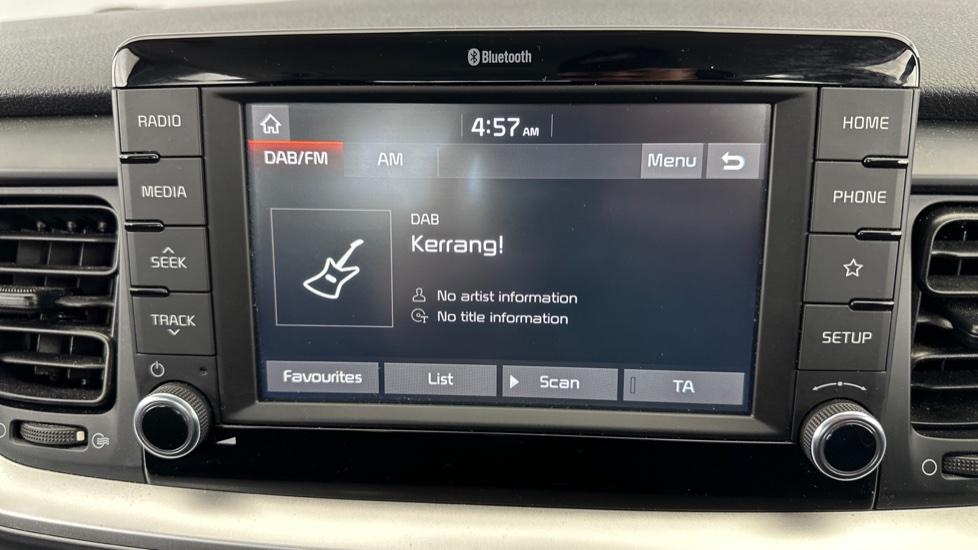 Bluetooth
RADIO
MEDIA
SEEK
TRACK
4:57 AM
DAB/FM
AM
Menu
DAB
Kerrang!
No artist information
No title information
Favourites
List
Scan
TA
HOME
PHONE
SETUP